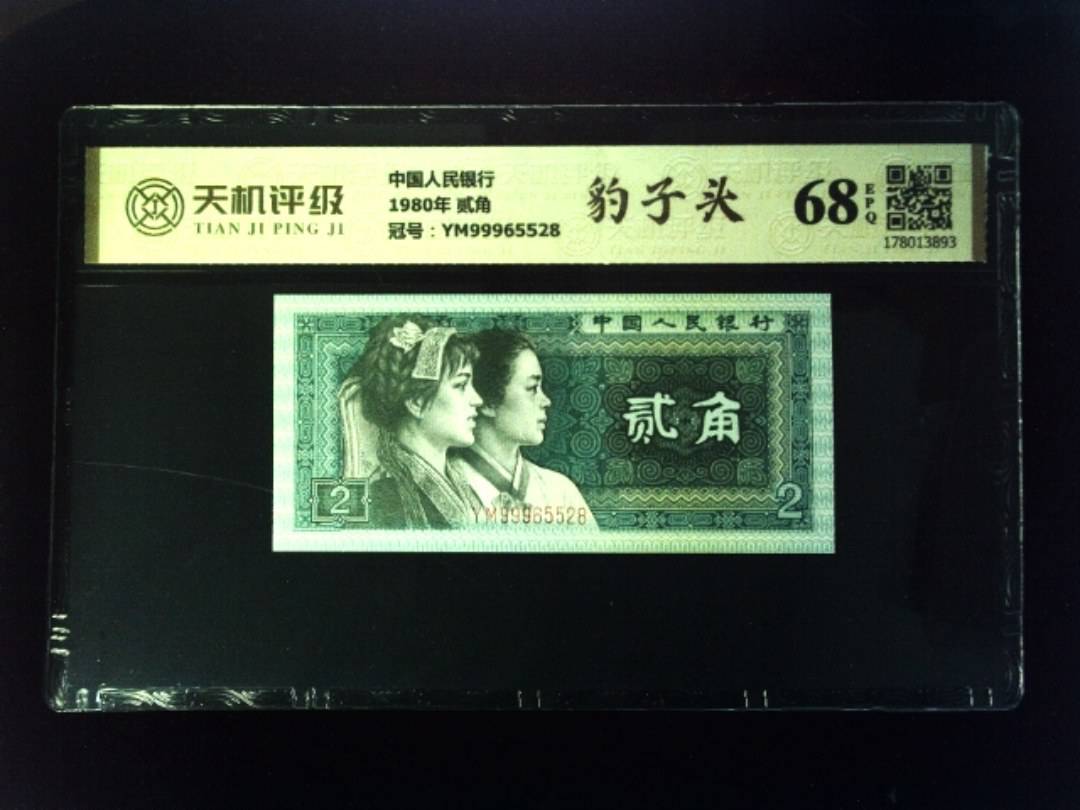 天机评级
TIAN JI PING JI
中国人民银行
1980年 贰角
冠号：YM99965528
豹子头
68
EPQ
178013893
中国人民银行
贰角
2
2
YM99965528